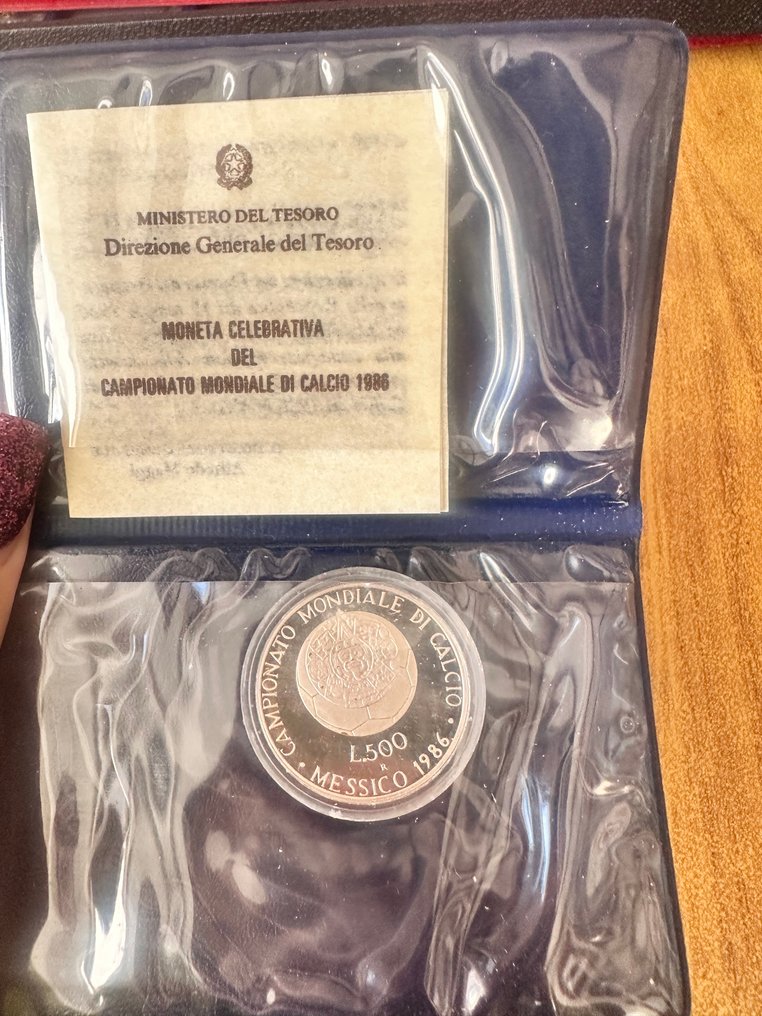 MINISTERO DEL TESORO
Direzione Generale del Tesoro
MONETA CELEBRATIVA
DEL
CAMPIONATO MONDIALE DI CALCIO 1986
CAMPIONATO MONDIALE DI CALCIO
L.500
R
• MESSICO 1986 •